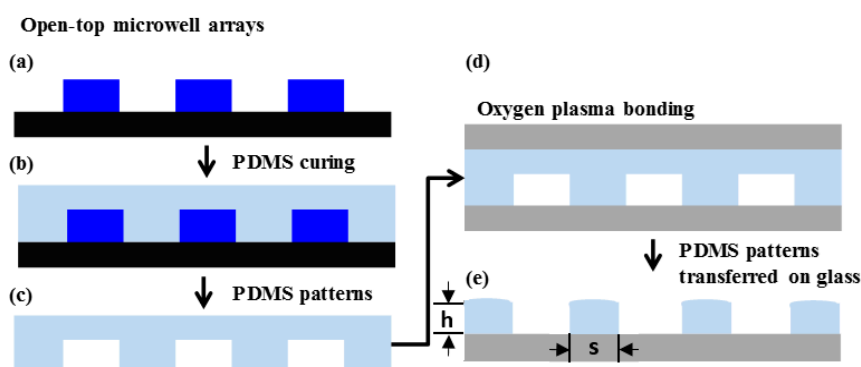 Open-top microwell arrays
(a)
PDMS curing
(b)
PDMS patterns
(c)
(d)
Oxygen plasma bonding
PDMS patterns
transferred on glass
(e)
h
s